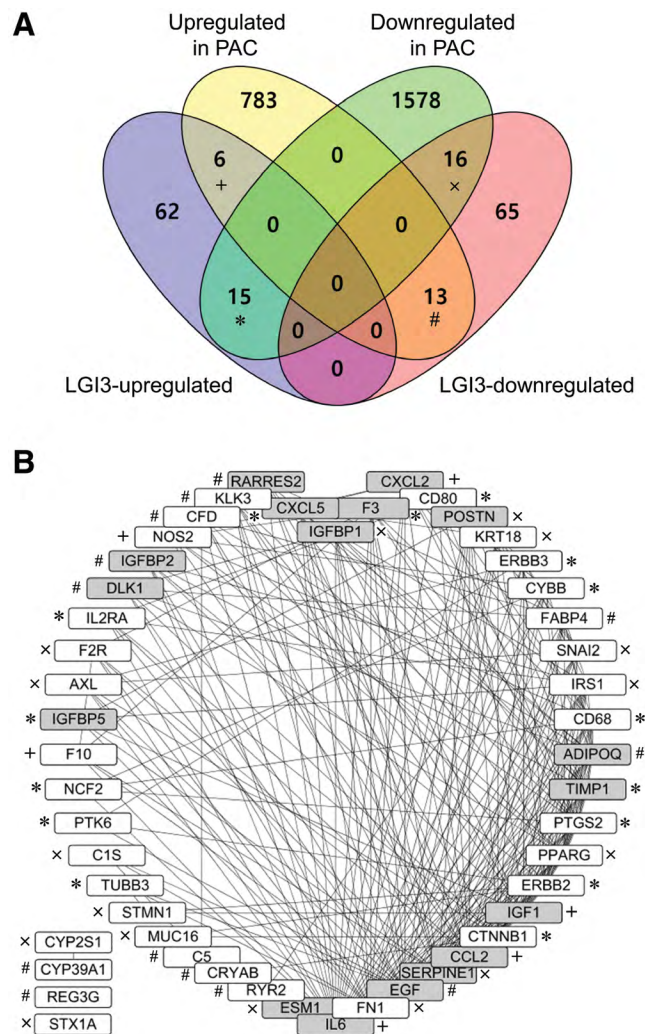 A
Upregulated
in PAC
Downregulated
in PAC
783
1578
6
+
0
16
×
62
0
0
65
15
*
0
13
#
0
0
0
LGI3-upregulated
LGI3-downregulated
B
# RARRES2
CXCL2 +
# KLK3
CD80 *
# CFD
* CXCL5
F3 *
POSTN ×
+ NOS2
IGFBP1 ×
KRT18 ×
# IGFBP2
ERBB3 *
# DLK1
CYBB *
* IL2RA
FABP4 #
× F2R
SNAI2 ×
× AXL
IRS1 ×
* IGFBP5
CD68 *
+ F10
ADIPOQ #
* NCF2
TIMP1 *
* PTK6
PTGS2 *
× C1S
PPARG ×
* TUBB3
ERBB2 *
× STMN1
IGF1 +
× MUC16
CTNNB1 *
# C5
CCL2 +
# CRYAB
SERPINE1 ×
# RYR2
EGF #
× ESM1
FN1 ×
IL6 +
× CYP2S1
# CYP39A1
# REG3G
× STX1A